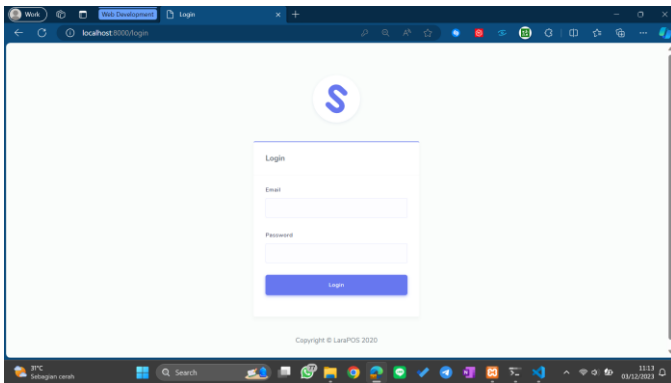 Work
Web Development
Login
localhost:8000/login
S
Login
Email
Password
Login
Copyright © LaraPOS 2020
31°C
Sebagian cerah
Search
11:13
03/12/2023